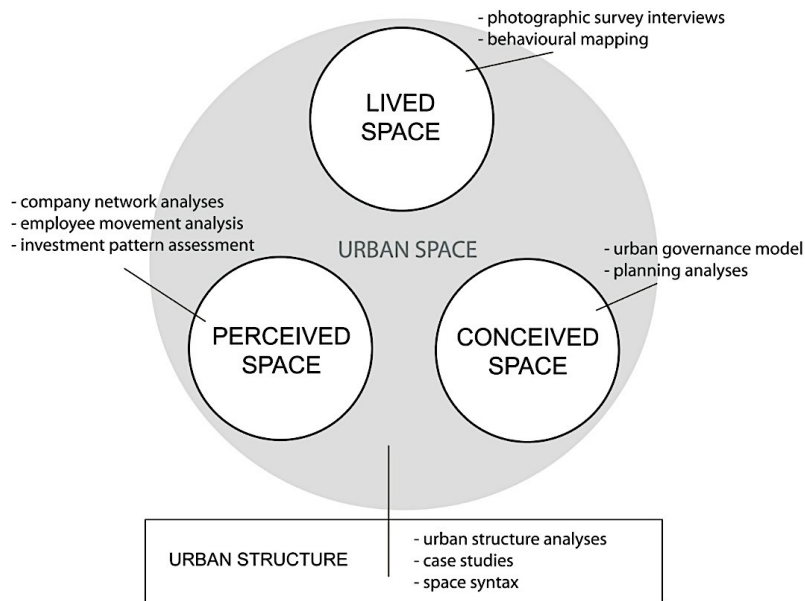 - photographic survey interviews
- behavioural mapping
LIVED
SPACE
- company network analyses
- employee movement analysis
- investment pattern assessment
URBAN SPACE
- urban governance model
- planning analyses
PERCEIVED
SPACE
CONCEIVED
SPACE
URBAN STRUCTURE
- urban structure analyses
- case studies
- space syntax